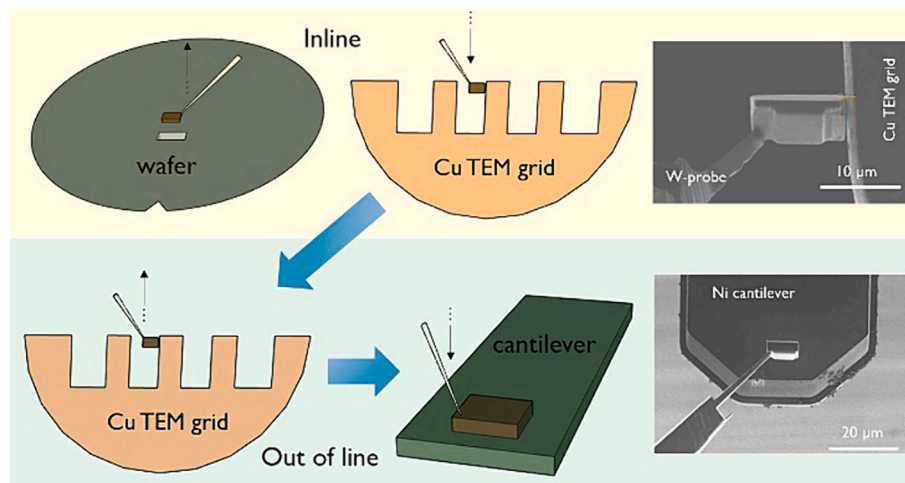 Inline
wafer
Cu TEM grid
W-probe
10 µm
Cu TEM grid
Cu TEM grid
Out of line
cantilever
Ni cantilever
20 µm